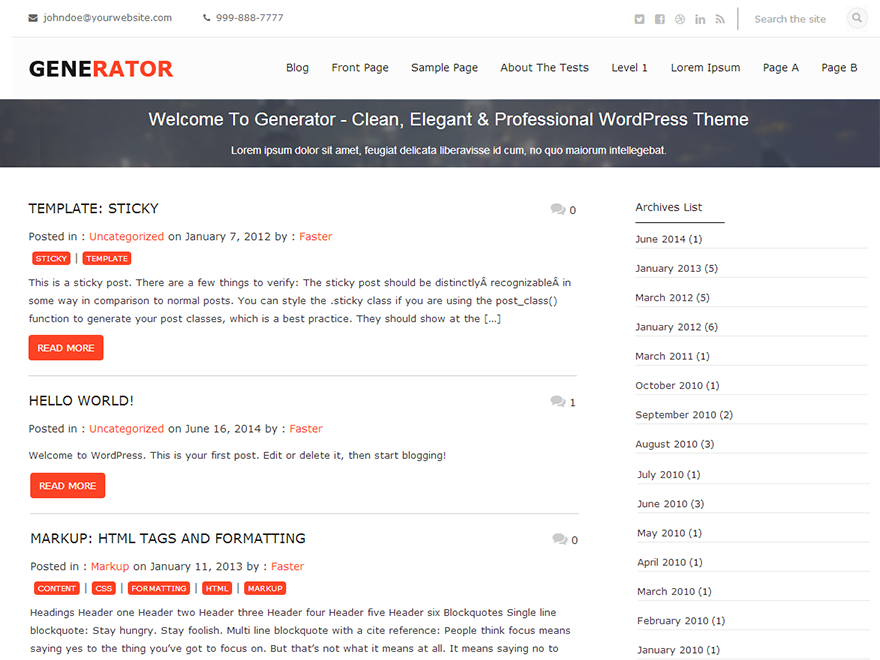 johndoe@yourwebsite.com 999-888-7777 Search the site
GENERATOR Blog Front Page Sample Page About The Tests Level 1 Lorem Ipsum Page A Page B
Welcome To Generator - Clean, Elegant & Professional WordPress Theme
Lorem ipsum dolor sit amet, feugiat delicata liberavisse id cum, no quo maiorum intellegebat.
TEMPLATE: STICKY 0
Posted in : Uncategorized on January 7, 2012 by : Faster
STICKY | TEMPLATE
This is a sticky post. There are a few things to verify: The sticky post should be distinctlyÂ recognizableÂ in
some way in comparison to normal posts. You can style the .sticky class if you are using the post_class()
function to generate your post classes, which is a best practice. They should show at the [...]
READ MORE
HELLO WORLD! 1
Posted in : Uncategorized on June 16, 2014 by : Faster
Welcome to WordPress. This is your first post. Edit or delete it, then start blogging!
READ MORE
MARKUP: HTML TAGS AND FORMATTING 0
Posted in : Markup on January 11, 2013 by : Faster
CONTENT | CSS | FORMATTING | HTML | MARKUP
Headings Header one Header two Header three Header four Header five Header six Blockquotes Single line
blockquote: Stay hungry. Stay foolish. Multi line blockquote with a cite reference: People think focus means
saying yes to the thing you've got to focus on. But that's not what it means at all. It means saying no to
Archives List
June 2014 (1)
January 2013 (5)
March 2012 (5)
January 2012 (6)
March 2011 (1)
October 2010 (1)
September 2010 (2)
August 2010 (3)
July 2010 (1)
June 2010 (3)
May 2010 (1)
April 2010 (1)
March 2010 (1)
February 2010 (1)
January 2010 (1)